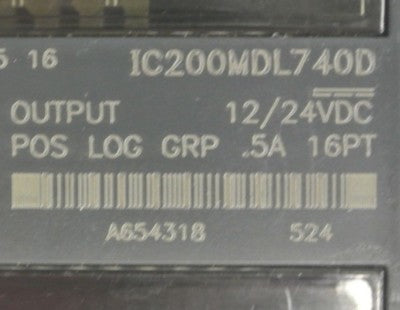 5 16 IC200MDL740D
OUTPUT 12/24VDC
POS LOG GRP .5A 16PT
A654318 524